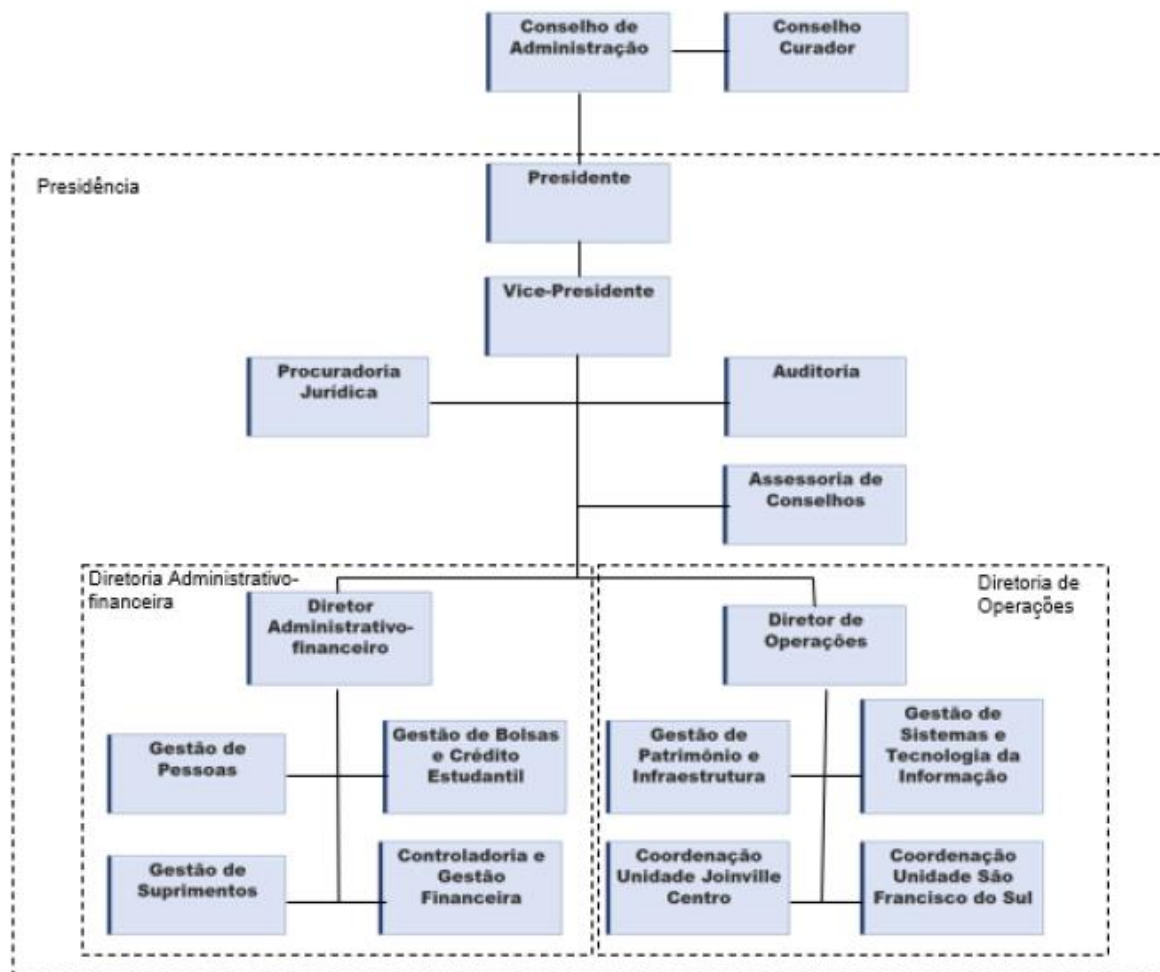 Conselho de
Administração
Conselho
Curador
Presidência
Presidente
Vice-Presidente
Procuradoria
Jurídica
Auditoria
Assessoria de
Conselhos
Diretoria Administrativo-
financeira
Diretoria de
Operações
Diretor
Administrativo-
financeiro
Diretor de
Operações
Gestão de
Pessoas
Gestão de Bolsas
e Crédito
Estudantil
Gestão de
Patrimônio e
Infraestrutura
Gestão de
Sistemas e
Tecnologia da
Informação
Gestão de
Suprimentos
Controladoria e
Gestão
Financeira
Coordenação
Unidade Joinville
Centro
Coordenação
Unidade São
Francisco do Sul